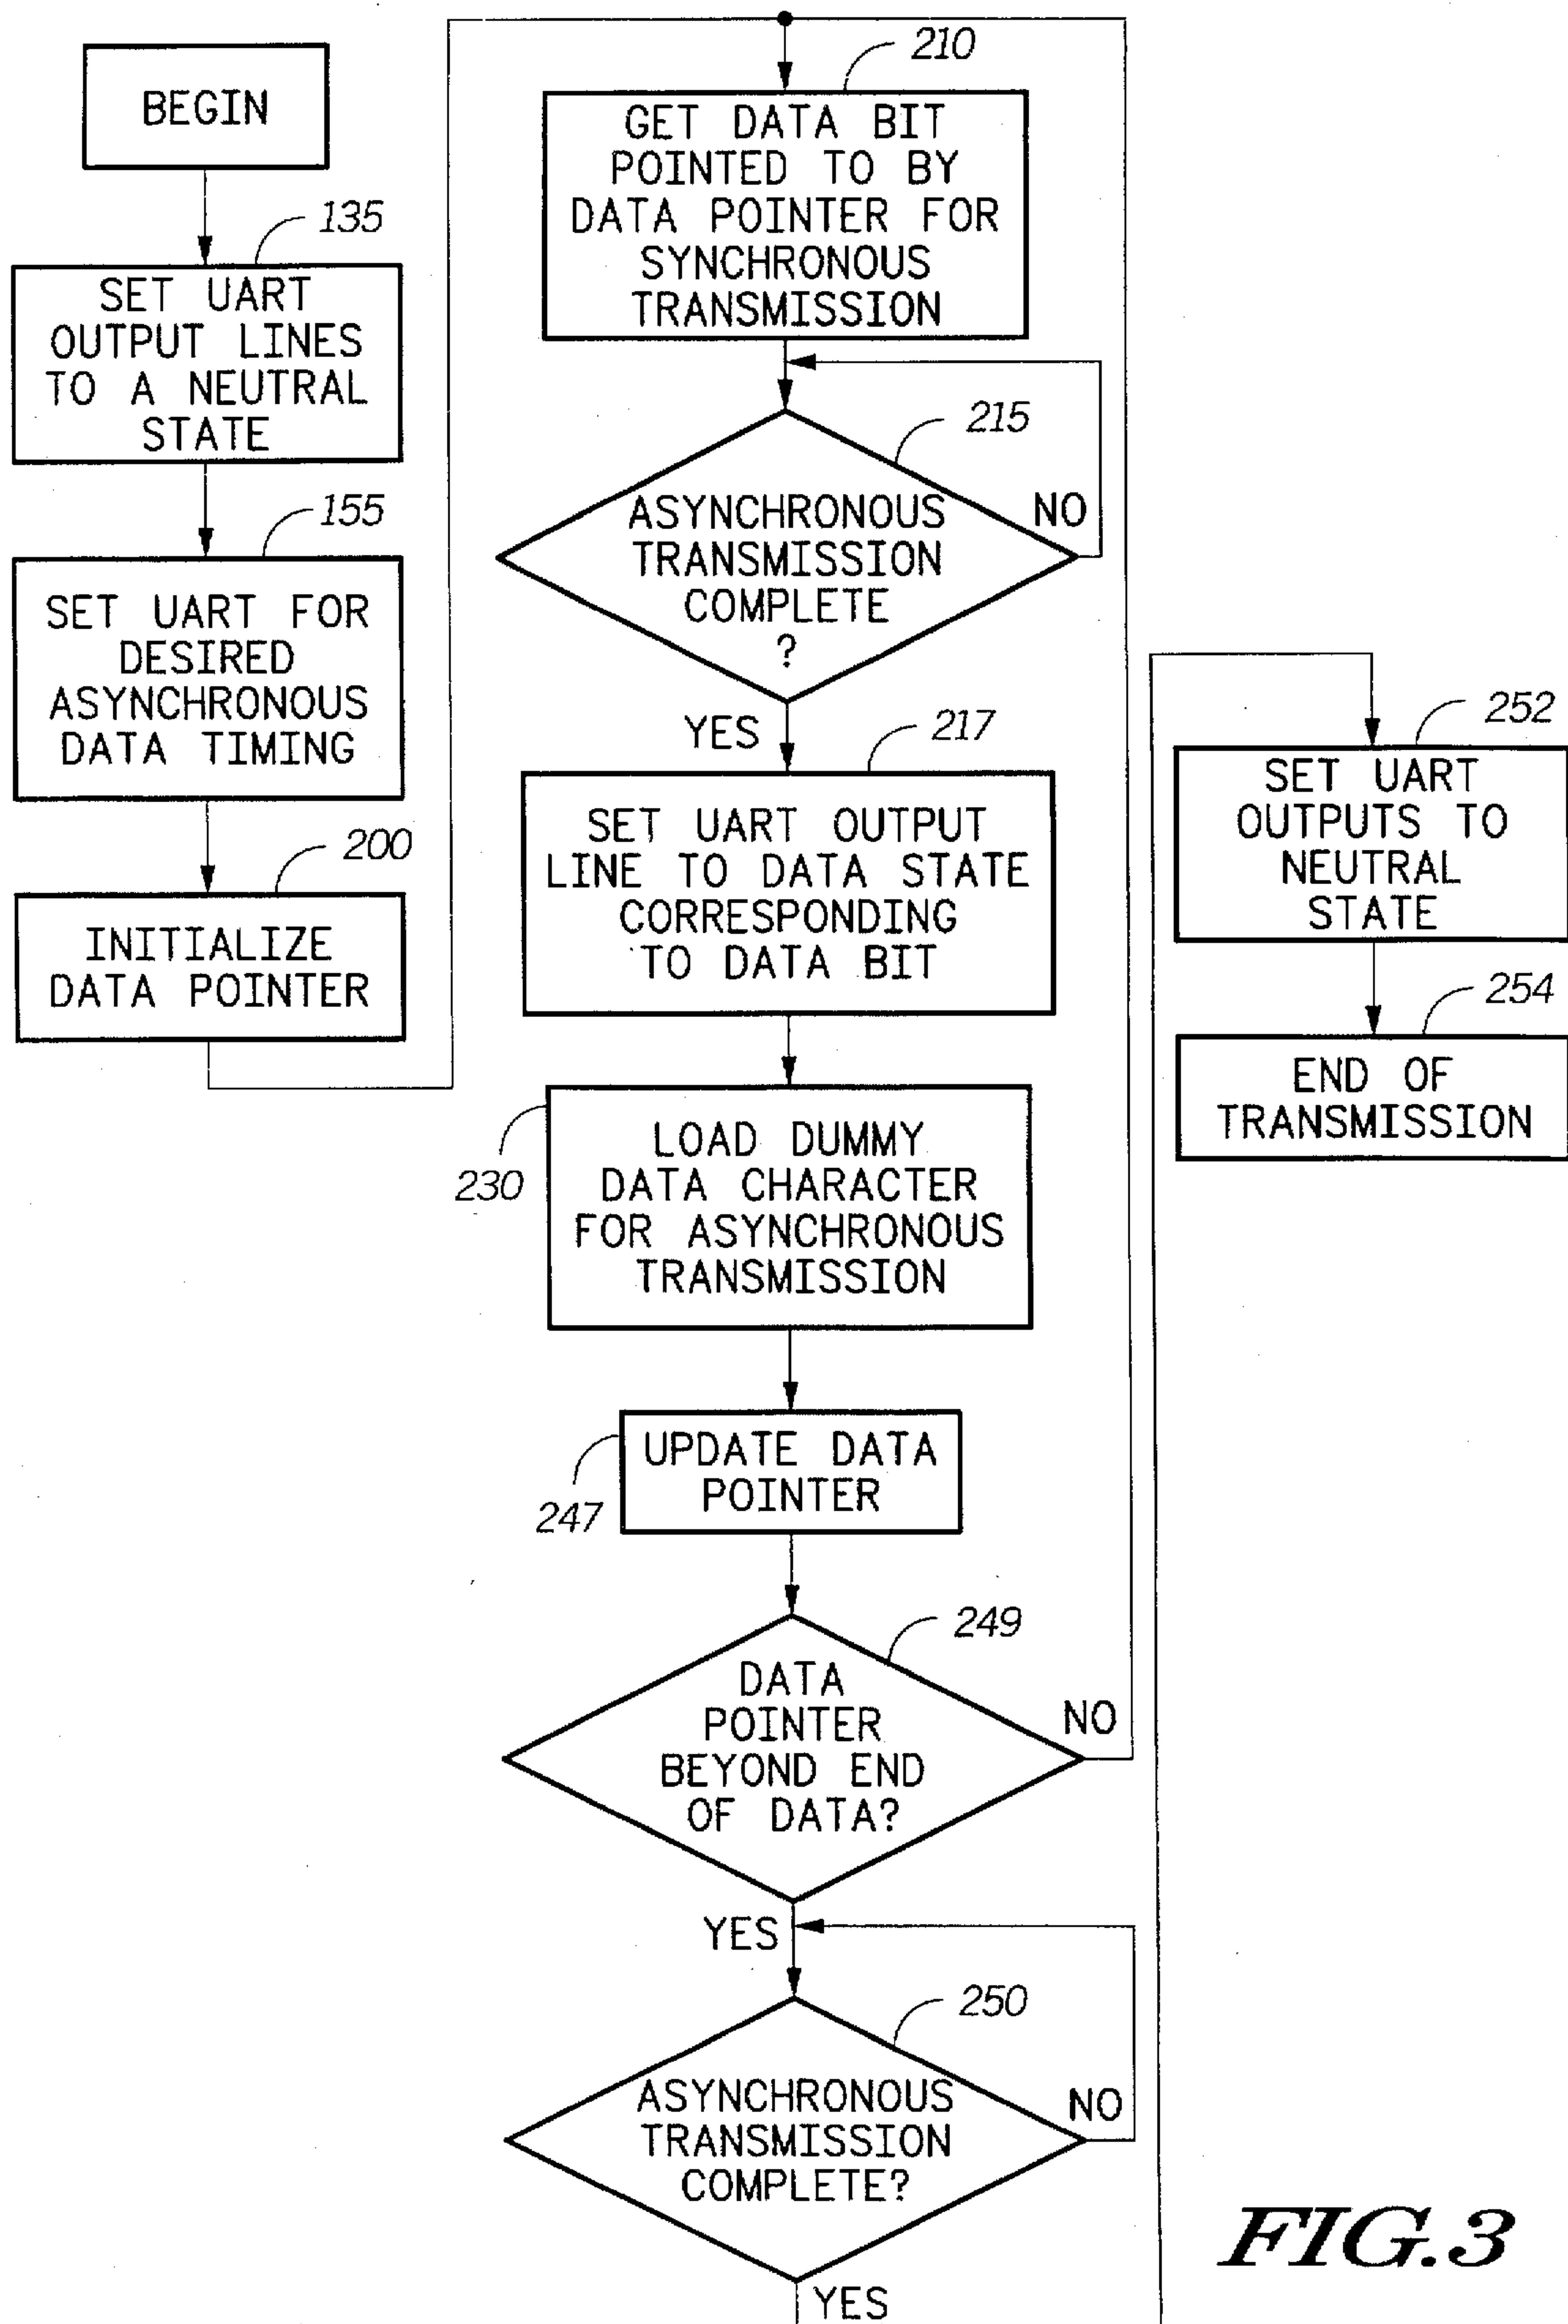 BEGIN
135
SET UART
OUTPUT LINES
TO A NEUTRAL
STATE
155
SET UART FOR
DESIRED
ASYNCHRONOUS
DATA TIMING
200
INITIALIZE
DATA POINTER
210
GET DATA BIT
POINTED TO BY
DATA POINTER FOR
SYNCHRONOUS
TRANSMISSION
215
ASYNCHRONOUS
TRANSMISSION
COMPLETE
?
NO
YES
217
SET UART OUTPUT
LINE TO DATA STATE
CORRESPONDING
TO DATA BIT
230
LOAD DUMMY
DATA CHARACTER
FOR ASYNCHRONOUS
TRANSMISSION
247
UPDATE DATA
POINTER
249
DATA
POINTER
BEYOND END
OF DATA?
NO
YES
250
ASYNCHRONOUS
TRANSMISSION
COMPLETE?
NO
YES
252
SET UART
OUTPUTS TO
NEUTRAL
STATE
254
END OF
TRANSMISSION
FIG.3